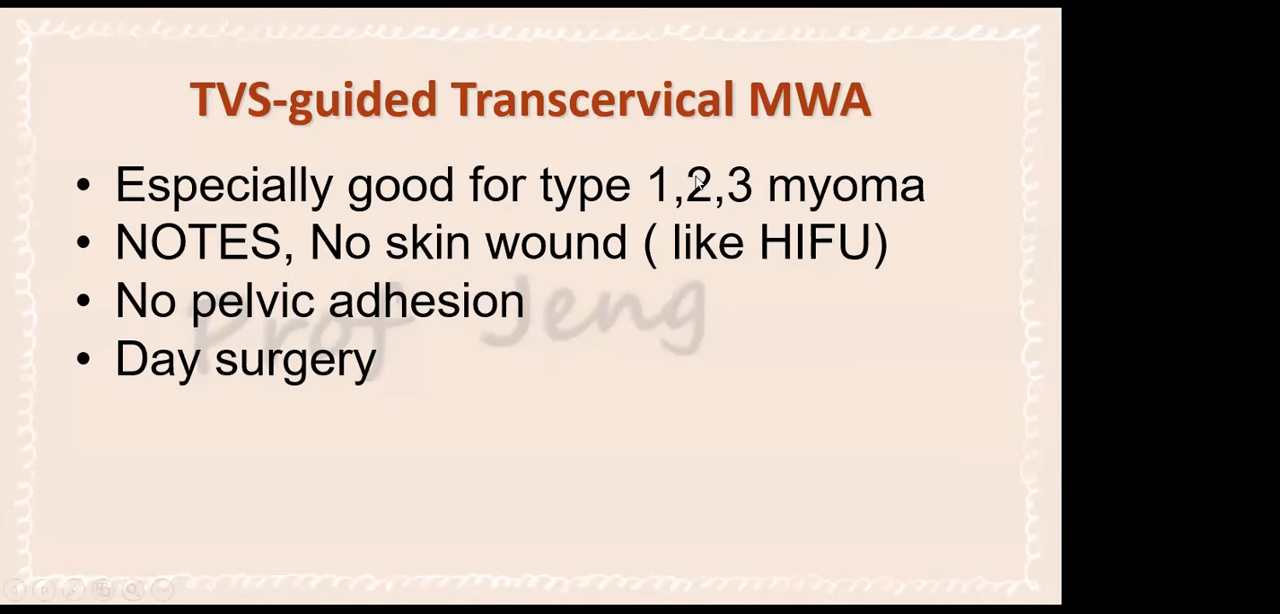 TVS-guided Transcervical MWA
• Especially good for type 1,2,3 myoma
• NOTES, No skin wound ( like HIFU)
• No pelvic adhesion
• Day surgery
Prof Jeng